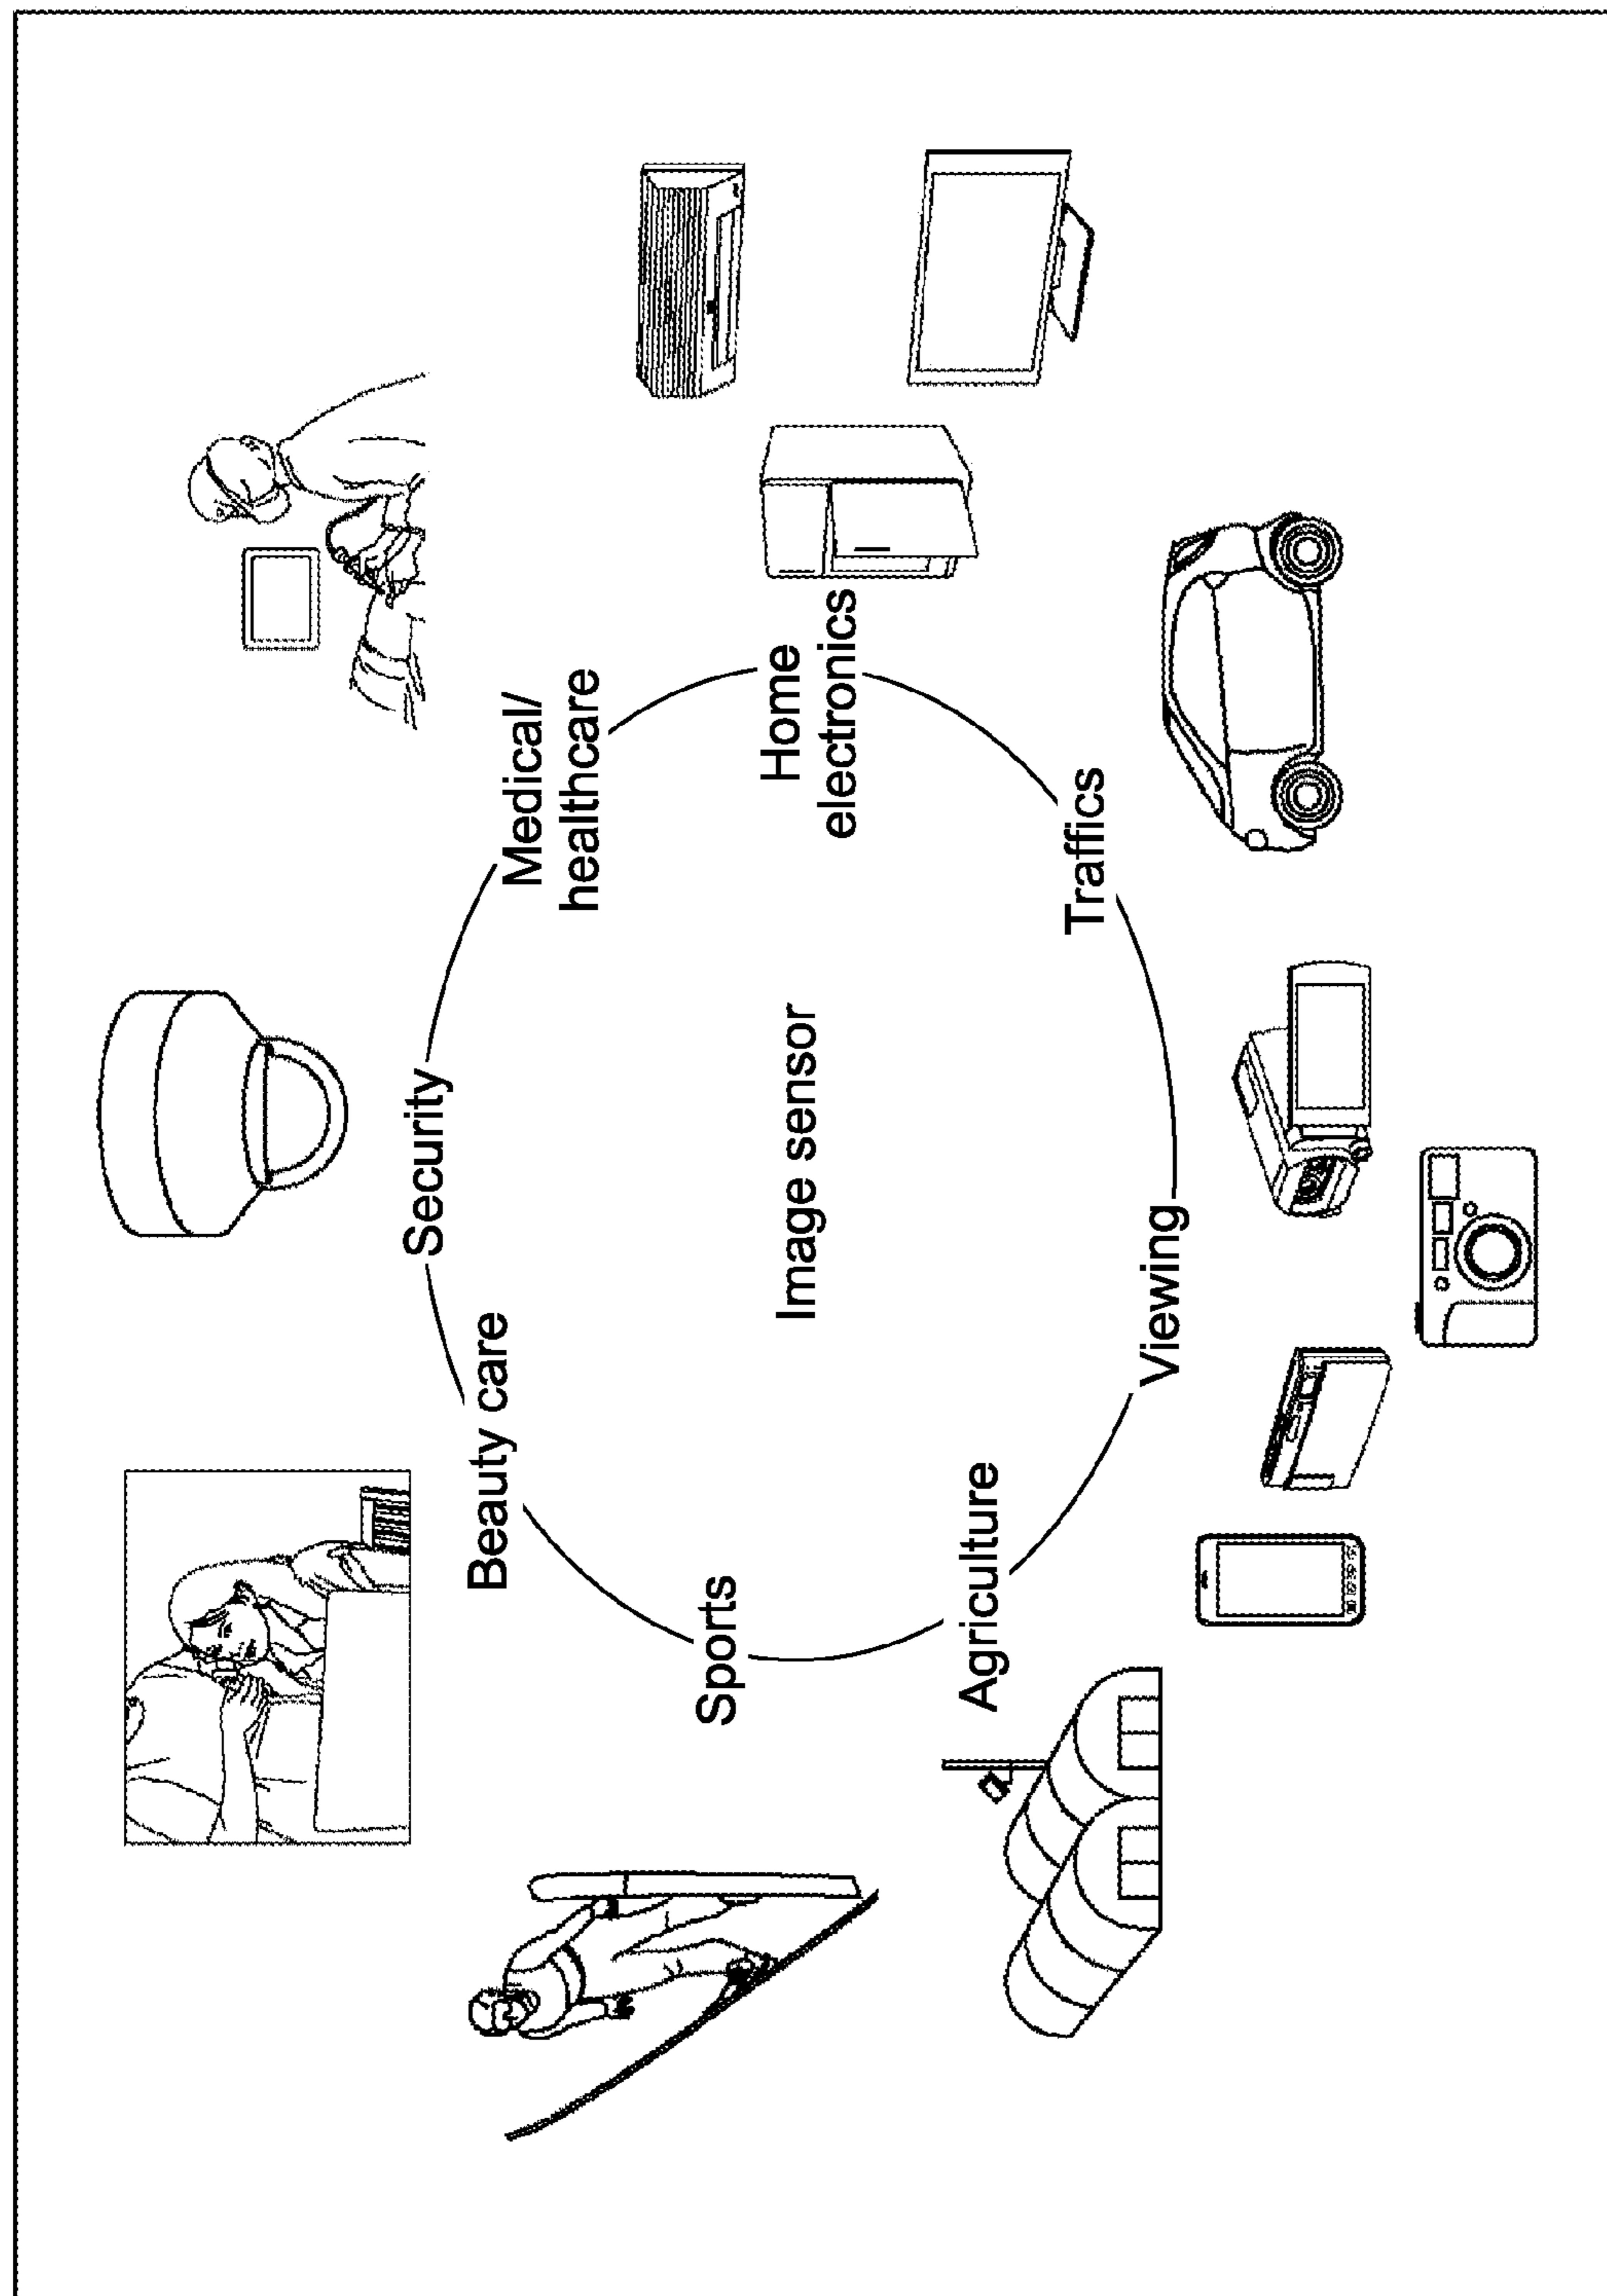 Security
Beauty care
Medical/
healthcare
Sports
Image sensor
Home
electronics
Agriculture
Traffics
Viewing